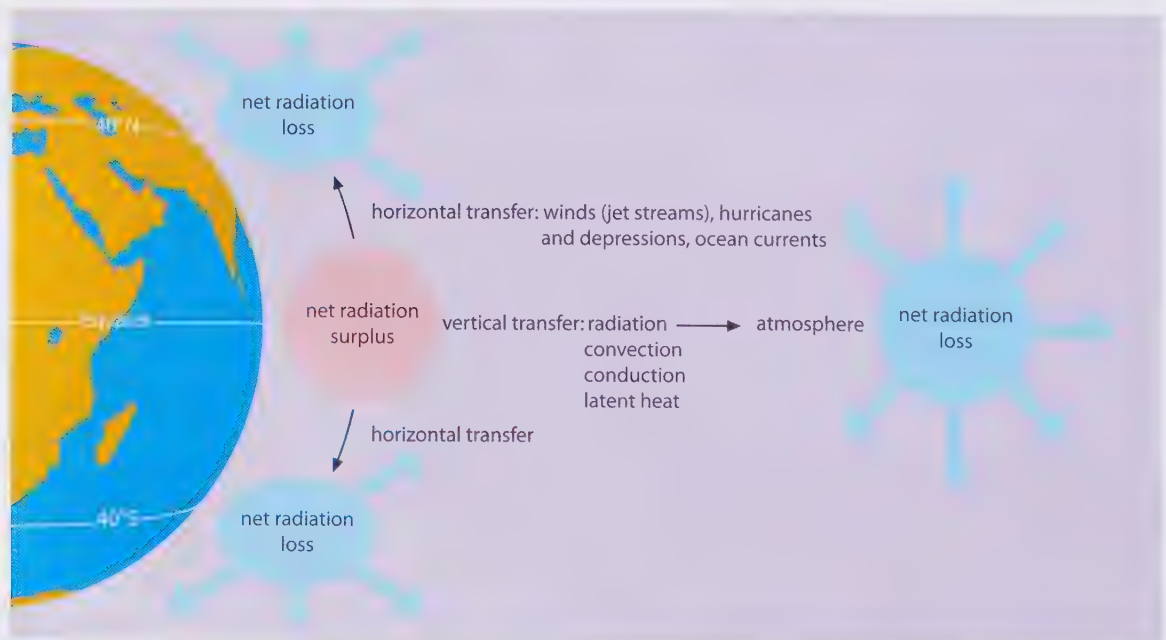 net radiation
loss
40°N
horizontal transfer: winds (jet streams), hurricanes
and depressions, ocean currents
net radiation
surplus
Equator
vertical transfer: radiation → atmosphere
convection
conduction
latent heat
net radiation
loss
horizontal transfer
40°S
net radiation
loss